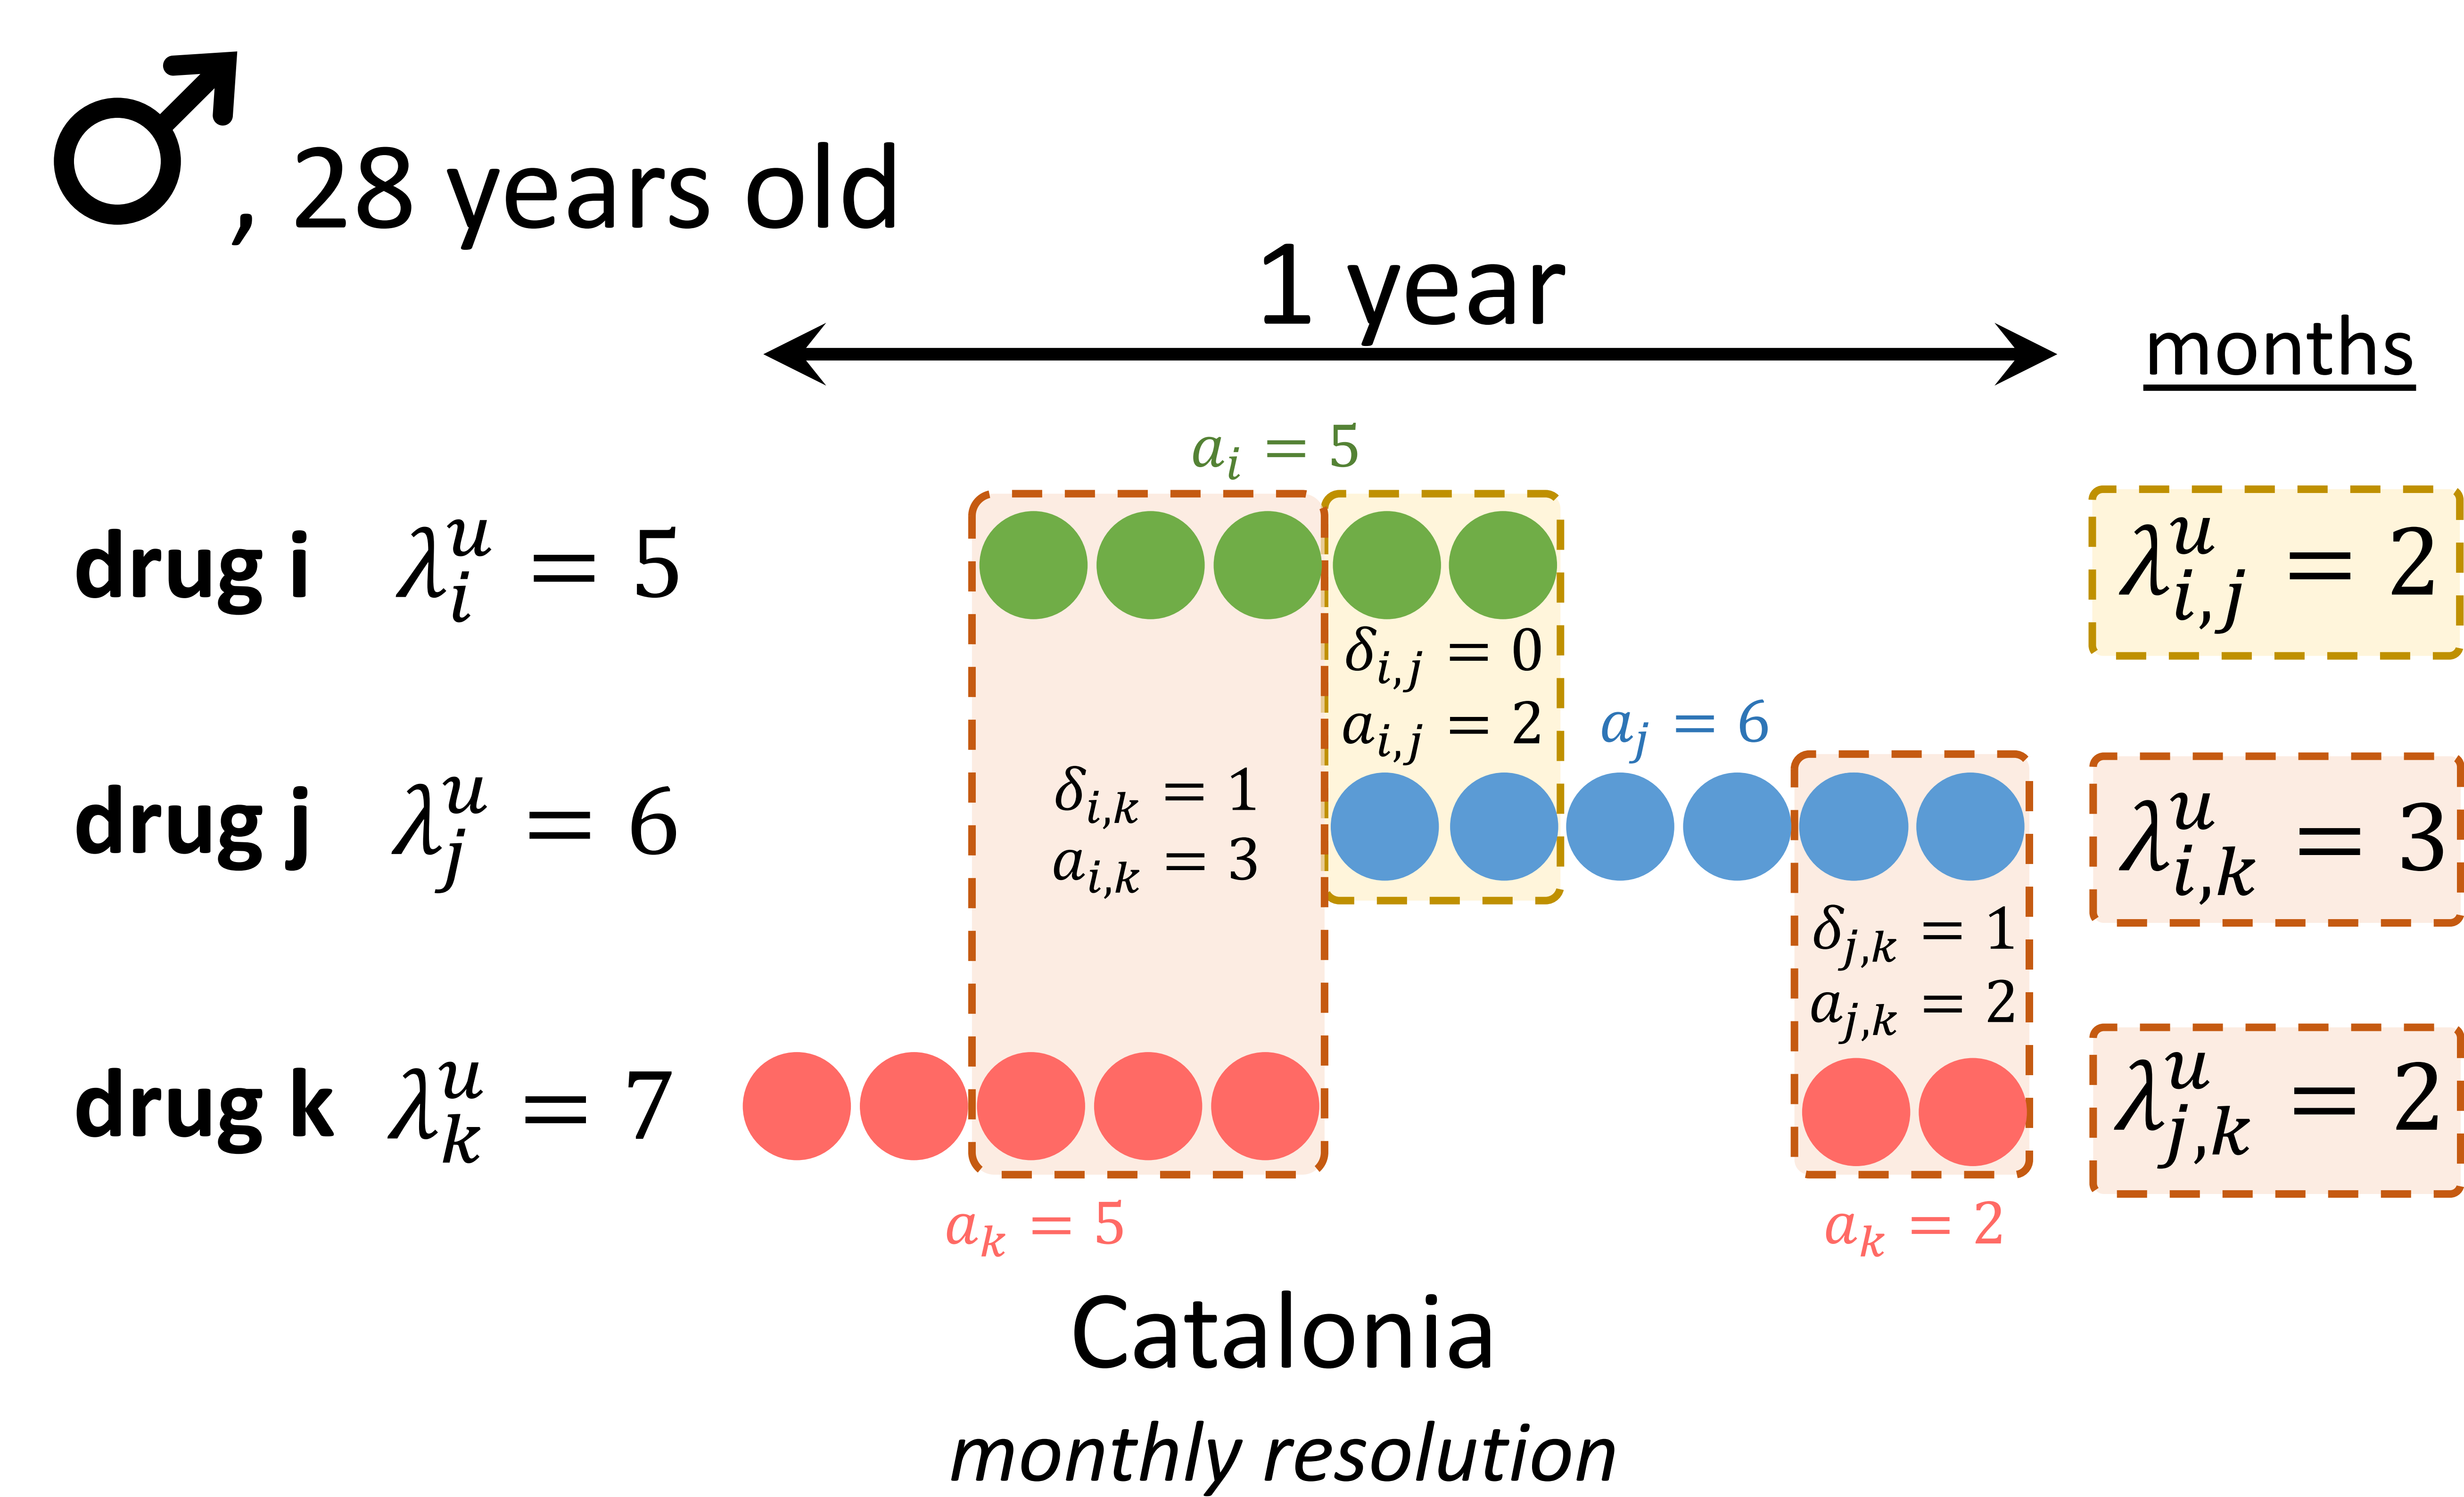 ♂, 28 years old
1 year
months
a_i = 5
drug i λ_i^u = 5
λ_{i,j}^u = 2
δ_{i,j} = 0
a_{i,j} = 2
a_j = 6
drug j λ_j^u = 6
δ_{i,k} = 1
a_{i,k} = 3
λ_{i,k}^u = 3
δ_{j,k} = 1
a_{j,k} = 2
drug k λ_k^u = 7
λ_{j,k}^u = 2
a_k = 5
a_k = 2
Catalonia
monthly resolution